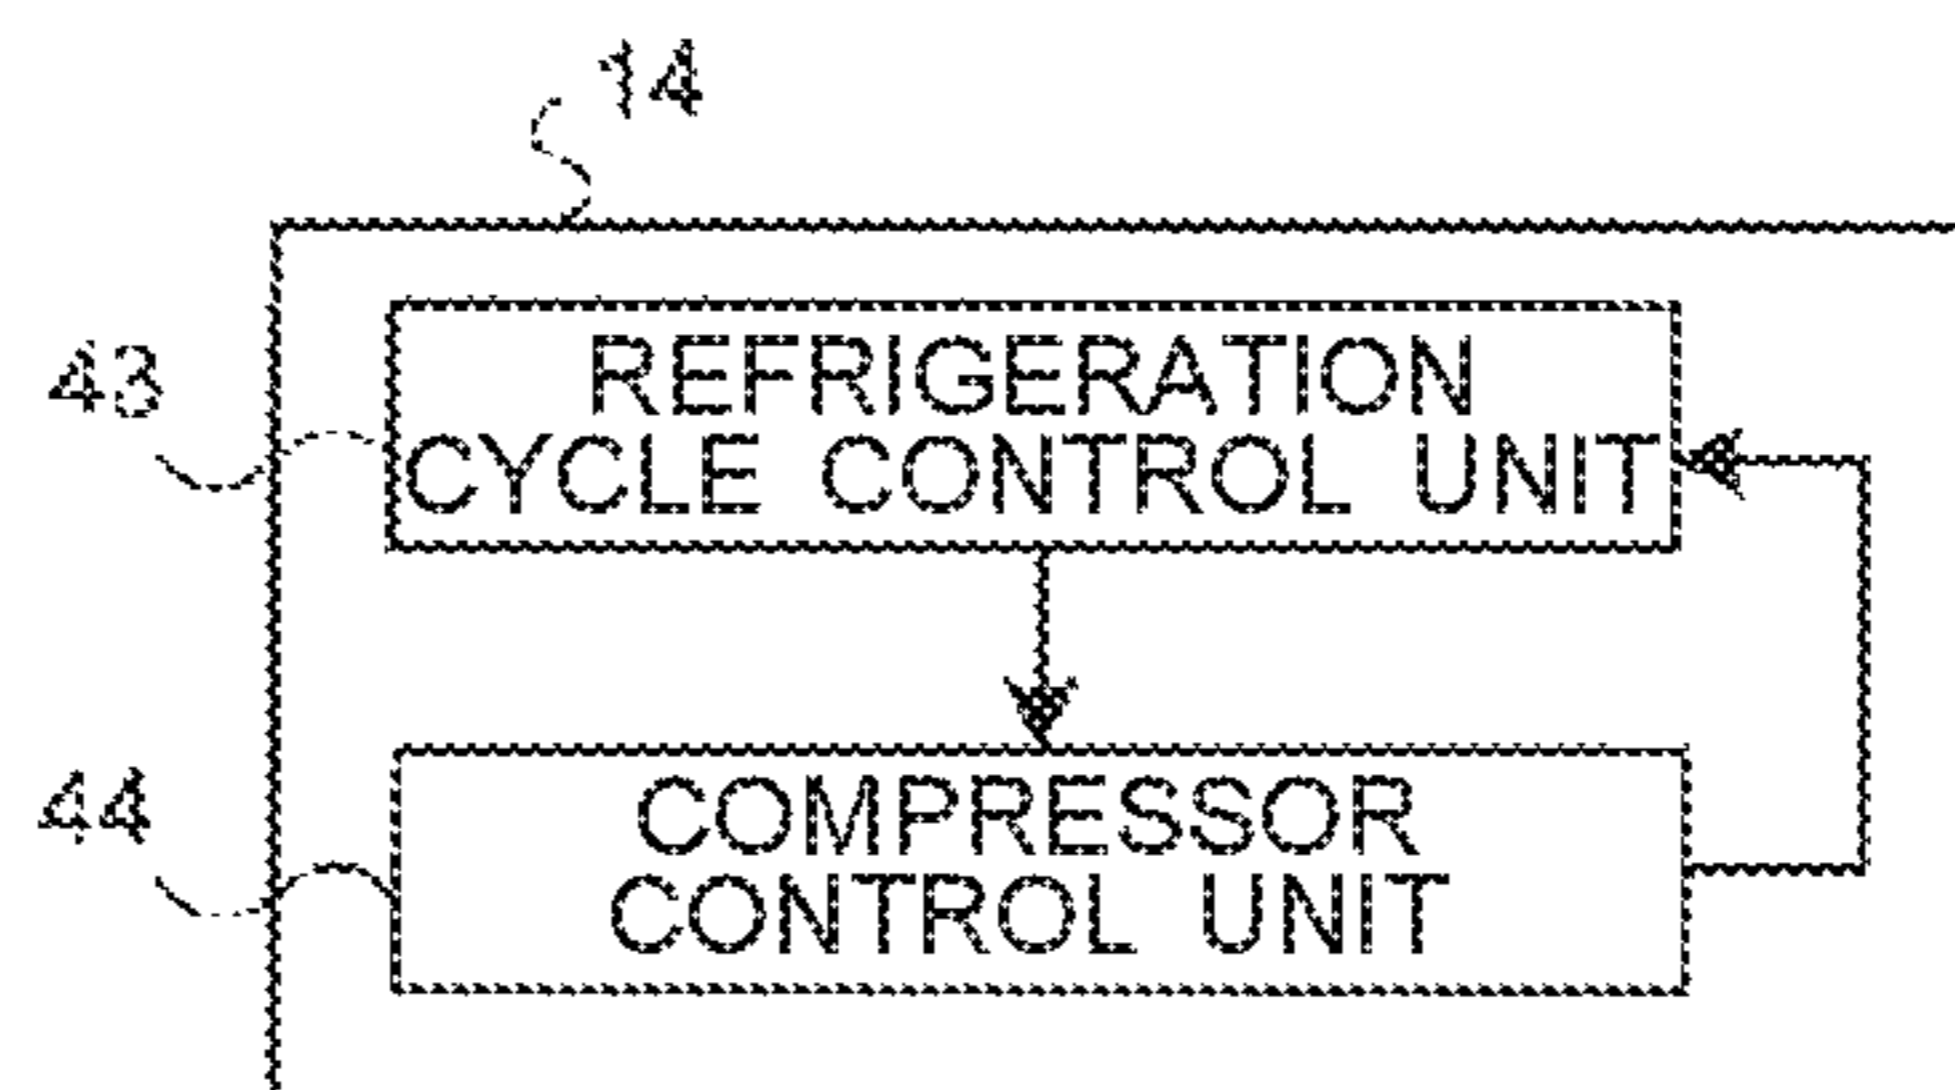 14
43
REFRIGERATION
CYCLE CONTROL UNIT
44
COMPRESSOR
CONTROL UNIT